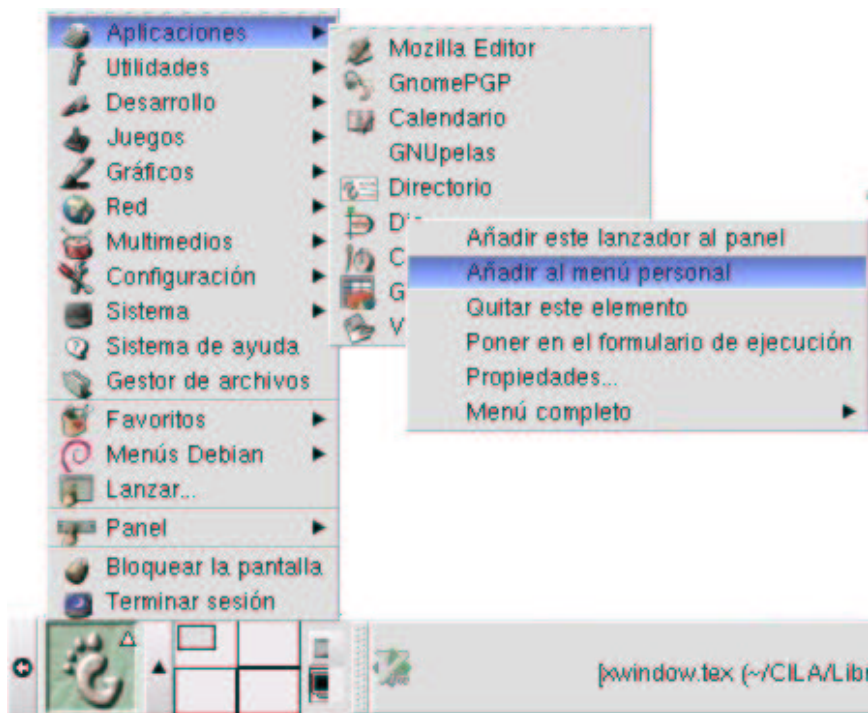 Aplicaciones
Utilidades
Desarrollo
Juegos
Gráficos
Red
Multimedios
Configuración
Sistema
Sistema de ayuda
Gestor de archivos
Favoritos
Menús Debian
Lanzar...
Panel
Bloquear la pantalla
Terminar sesión
Mozilla Editor
GnomePGP
Calendario
GNUpelas
Directorio
C
G
V
Añadir este lanzador al panel
Añadir al menú personal
Quitar este elemento
Poner en el formulario de ejecución
Propiedades...
Menú completo
[xwindow.tex (~/CILA/Libr